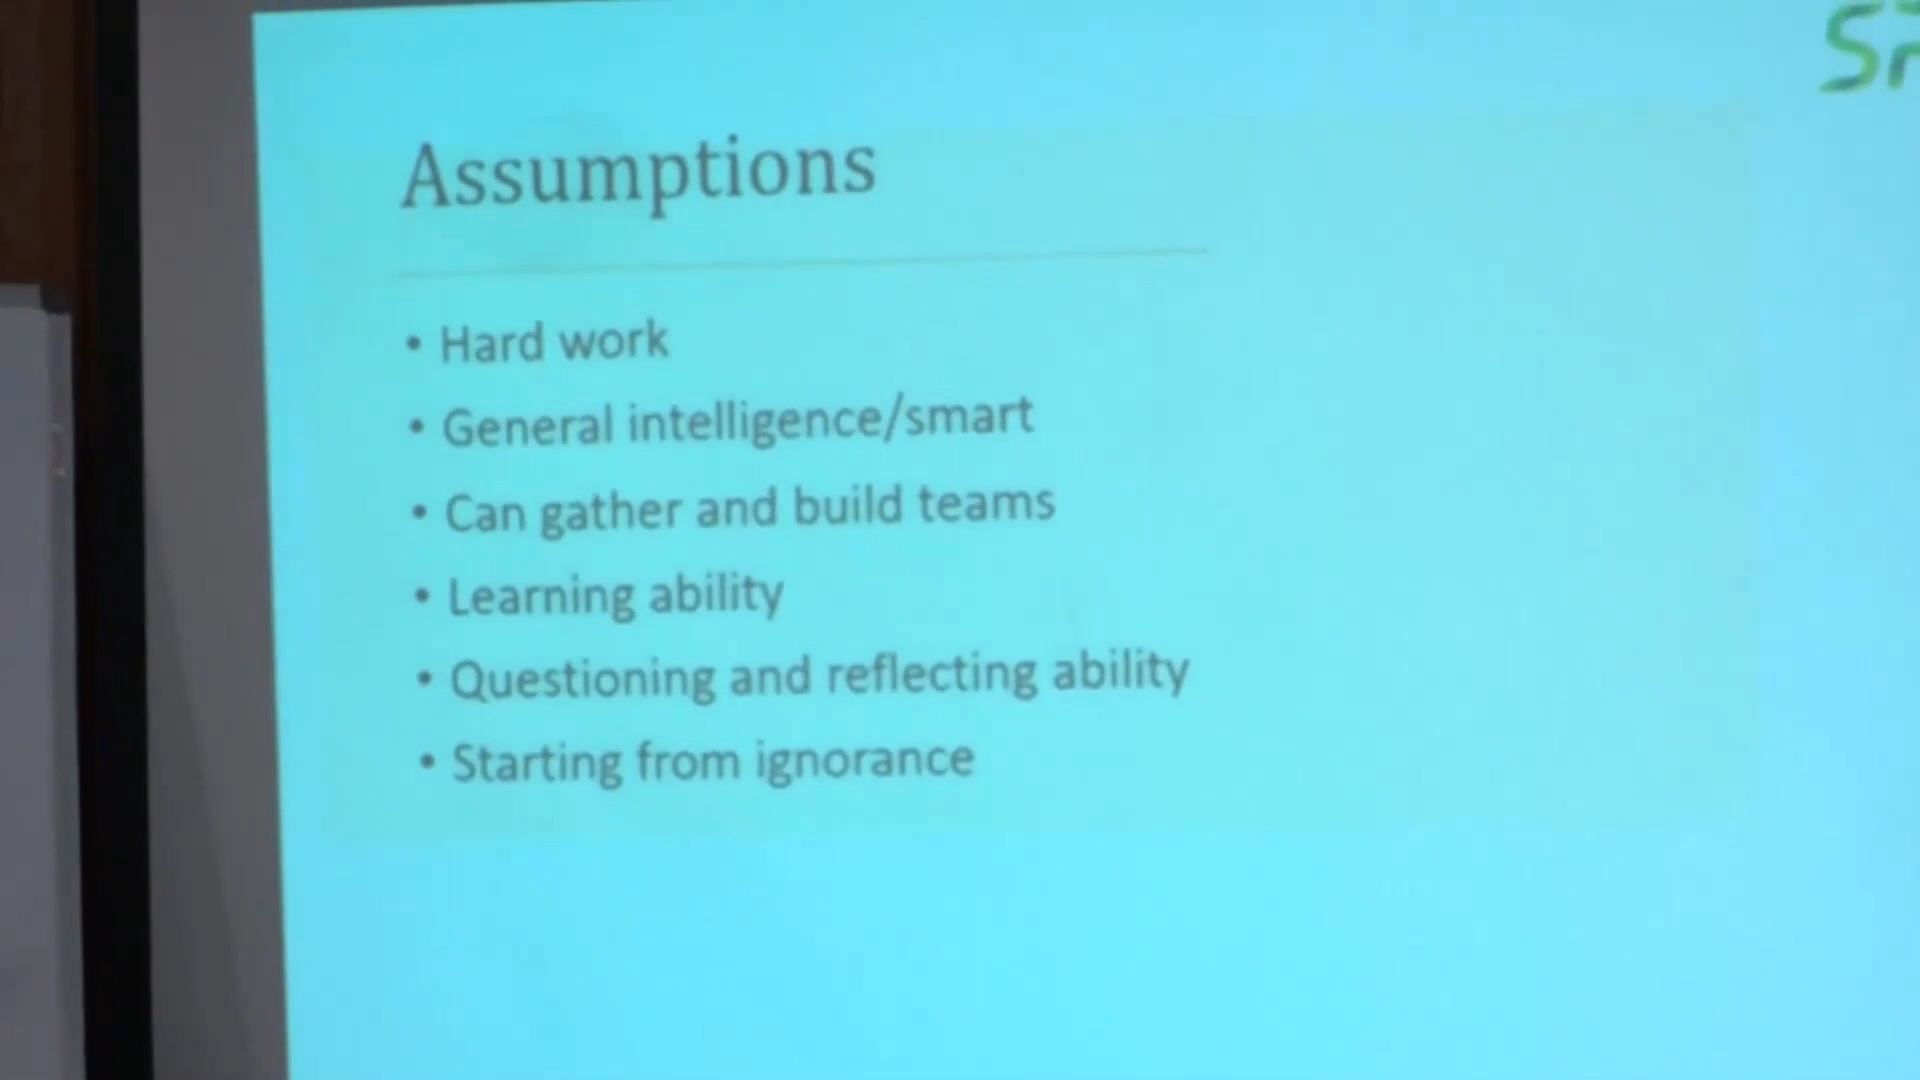 Assumptions
• Hard work
• General intelligence/smart
• Can gather and build teams
• Learning ability
• Questioning and reflecting ability
• Starting from ignorance